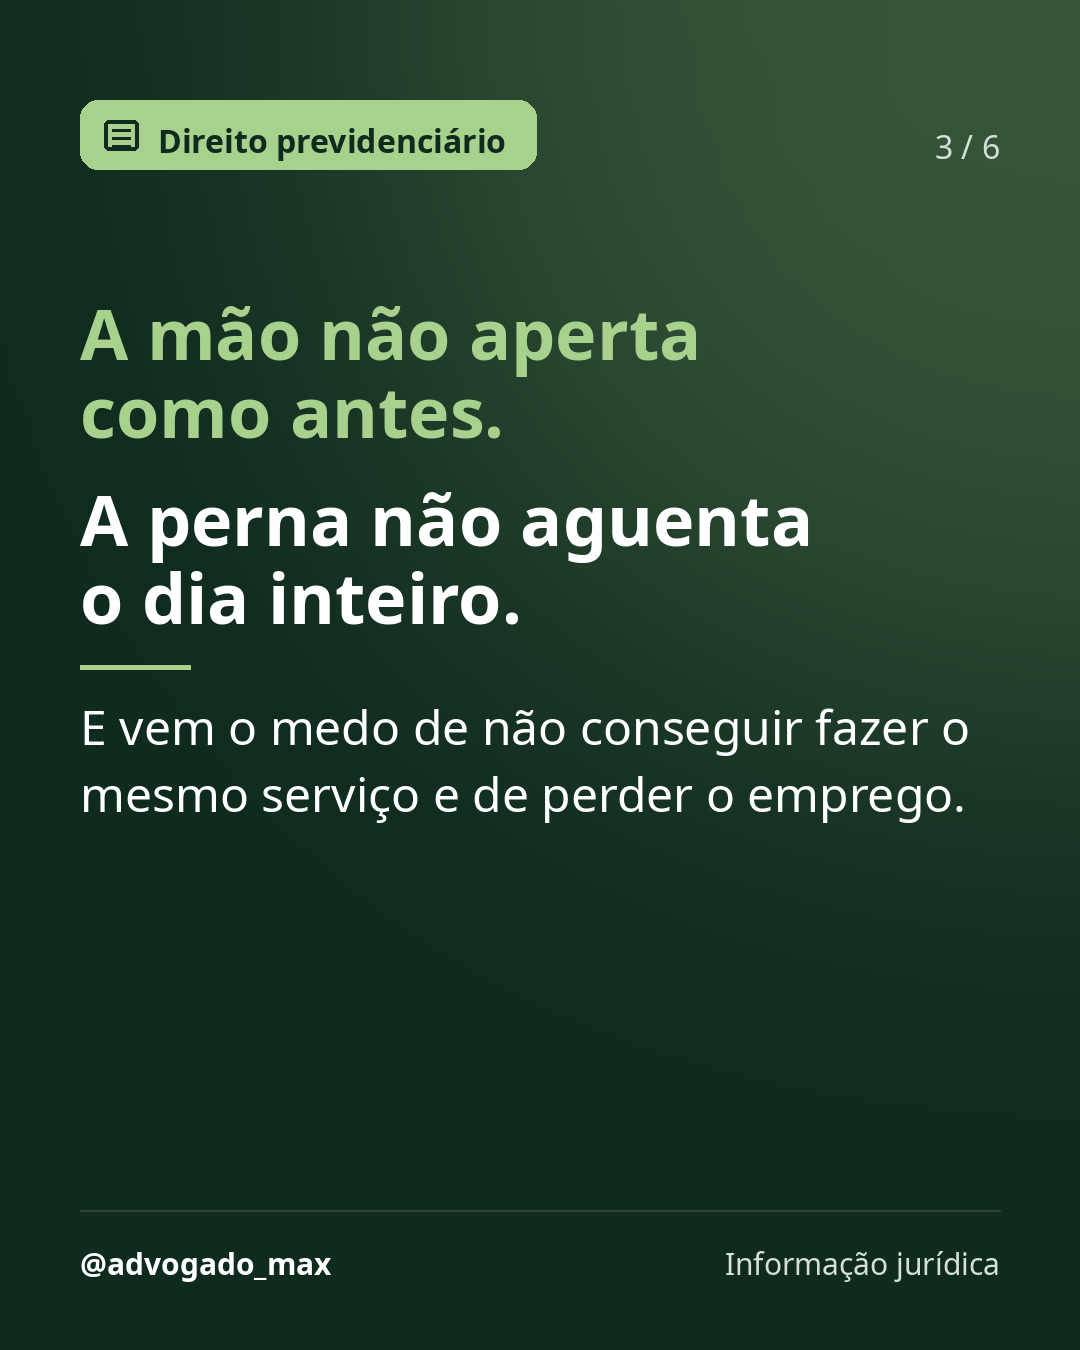 Direito previdenciário
3 / 6
A mão não aperta
como antes.
A perna não aguenta
o dia inteiro.
E vem o medo de não conseguir fazer o
mesmo serviço e de perder o emprego.
@advogado_max
Informação jurídica